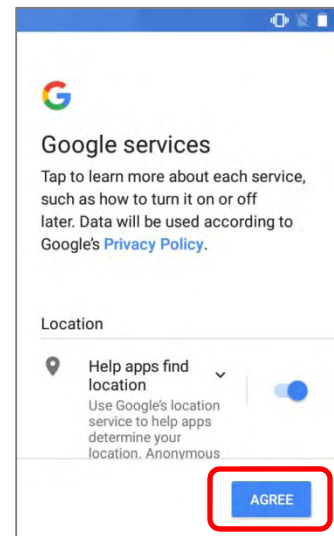 Google services
Tap to learn more about each service,
such as how to turn it on or off
later. Data will be used according to
Google's Privacy Policy.
Location
Help apps find
location
Use Google's location
service to help apps
determine your
location. Anonymous
AGREE